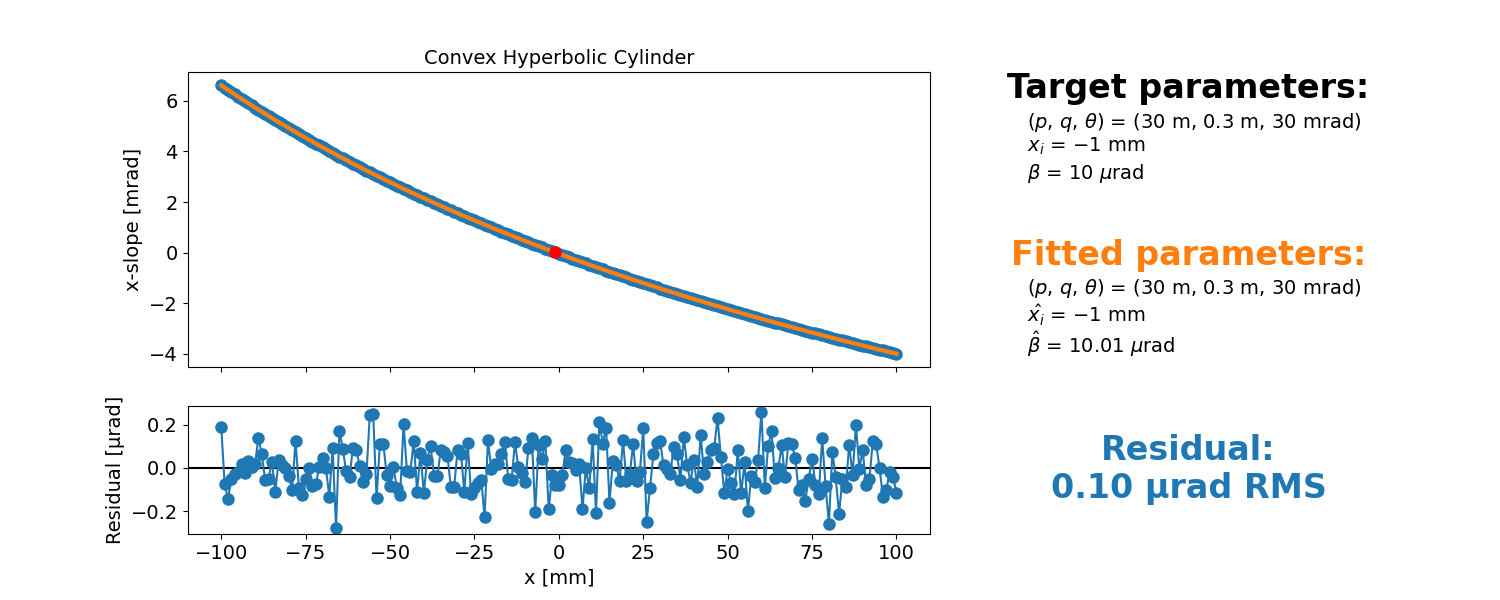 Convex Hyperbolic Cylinder
x-slope [mrad]
6
4
2
0
−2
−4
Residual [μrad]
0.2
0.0
−0.2
−100
−75
−50
−25
0
25
50
75
100
x [mm]
Target parameters:
(p, q, θ) = (30 m, 0.3 m, 30 mrad)
xᵢ = −1 mm
β = 10 μrad
Fitted parameters:
(p, q, θ) = (30 m, 0.3 m, 30 mrad)
x̂ᵢ = −1 mm
β̂ = 10.01 μrad
Residual:
0.10 μrad RMS